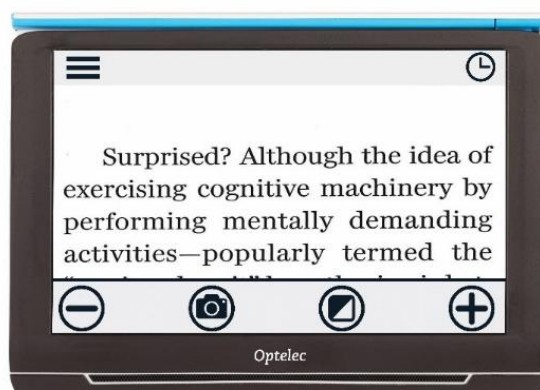 Surprised? Although the idea of
exercising cognitive machinery by
performing mentally demanding
activities—popularly termed the
Optelec